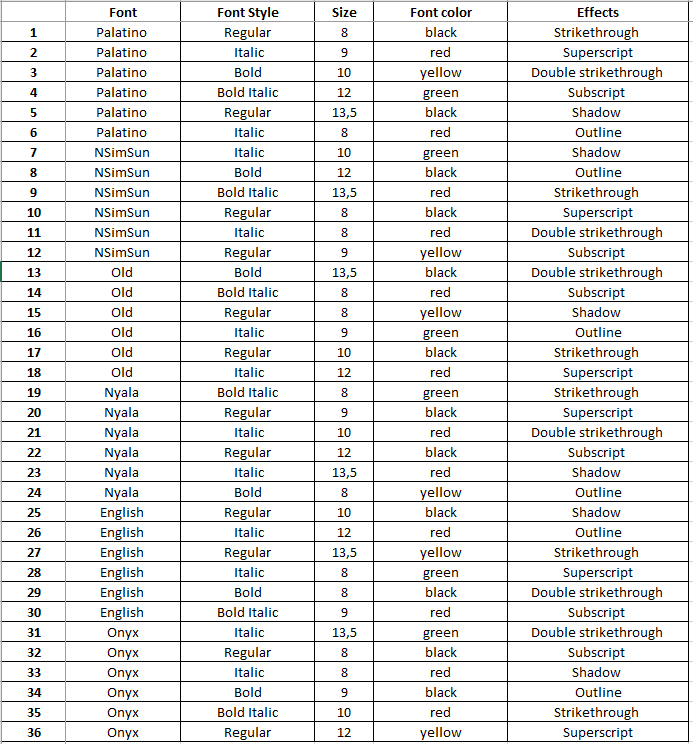 Font Font Style Size Font color Effects
1 Palatino Regular 8 black Strikethrough
2 Palatino Italic 9 red Superscript
3 Palatino Bold 10 yellow Double strikethrough
4 Palatino Bold Italic 12 green Subscript
5 Palatino Regular 13,5 black Shadow
6 Palatino Italic 8 red Outline
7 NSimSun Italic 10 green Shadow
8 NSimSun Bold 12 black Outline
9 NSimSun Bold Italic 13,5 red Strikethrough
10 NSimSun Regular 8 black Superscript
11 NSimSun Italic 8 red Double strikethrough
12 NSimSun Regular 9 yellow Subscript
13 Old Bold 13,5 black Double strikethrough
14 Old Bold Italic 8 red Subscript
15 Old Regular 8 yellow Shadow
16 Old Italic 9 green Outline
17 Old Regular 10 black Strikethrough
18 Old Italic 12 red Superscript
19 Nyala Bold Italic 8 green Strikethrough
20 Nyala Regular 9 black Superscript
21 Nyala Italic 10 red Double strikethrough
22 Nyala Regular 12 black Subscript
23 Nyala Italic 13,5 red Shadow
24 Nyala Bold 8 yellow Outline
25 English Regular 10 black Shadow
26 English Italic 12 red Outline
27 English Regular 13,5 yellow Strikethrough
28 English Italic 8 green Superscript
29 English Bold 8 black Double strikethrough
30 English Bold Italic 9 red Subscript
31 Onyx Italic 13,5 green Double strikethrough
32 Onyx Regular 8 black Subscript
33 Onyx Italic 8 red Shadow
34 Onyx Bold 9 black Outline
35 Onyx Bold Italic 10 red Strikethrough
36 Onyx Regular 12 yellow Superscript